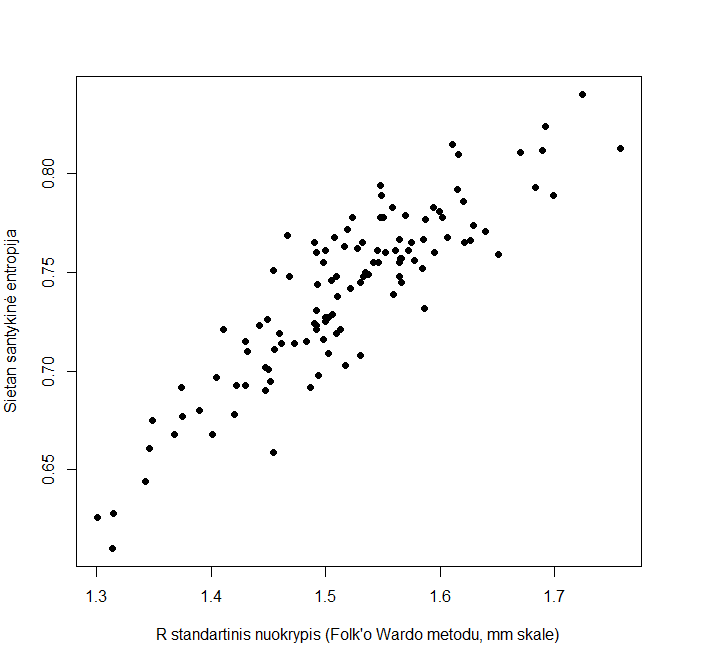 Sietan santykinė entropija
0.80
0.75
0.70
0.65
1.3 1.4 1.5 1.6 1.7
R standartinis nuokrypis (Folk'o Wardo metodu, mm skale)